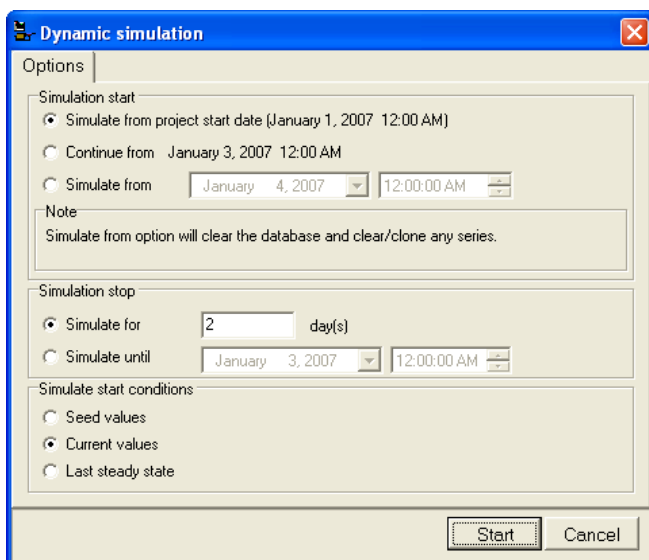 Dynamic simulation
Options
Simulation start
Simulate from project start date (January 1, 2007 12:00 AM)
Continue from January 3, 2007 12:00 AM
Simulate from January 4, 2007 12:00:00 AM
Note
Simulate from option will clear the database and clear/clone any series.
Simulation stop
Simulate for 2 day(s)
Simulate until January 3, 2007 12:00:00 AM
Simulate start conditions
Seed values
Current values
Last steady state
Start Cancel